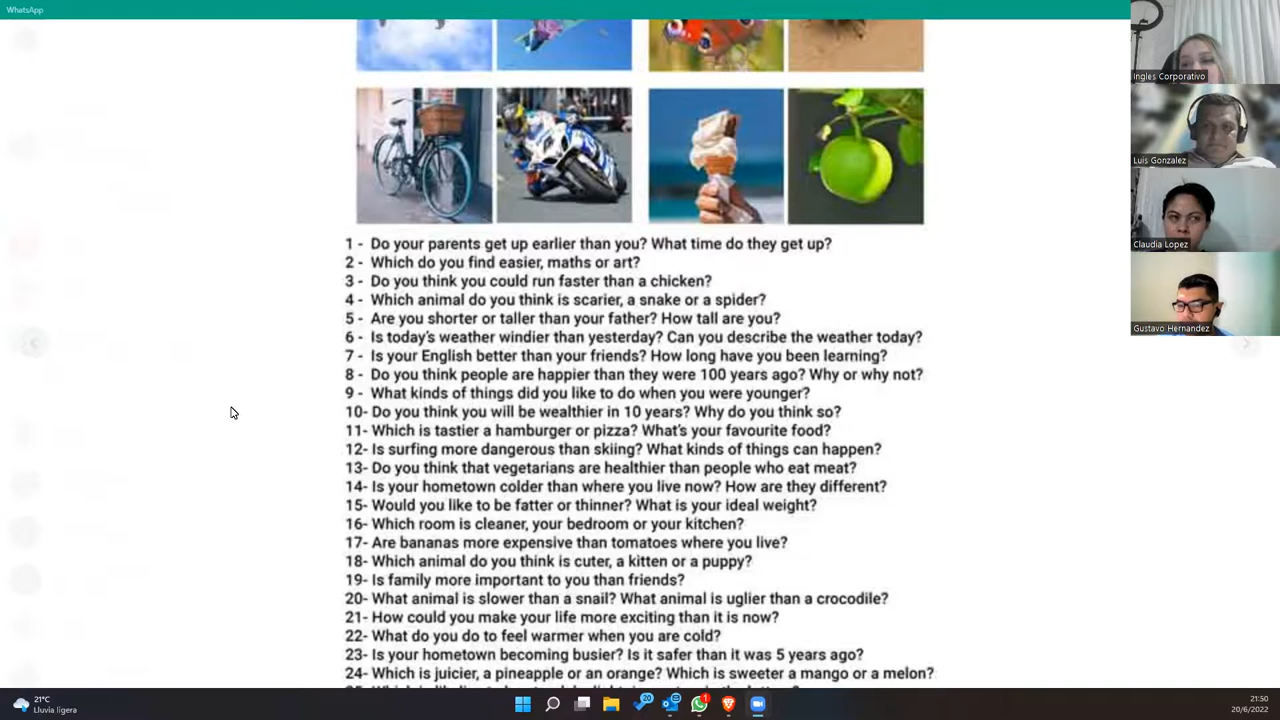 WhatsApp
Ingles Corporativo
Luis Gonzalez
Claudia Lopez
Gustavo Hernandez
1 - Do your parents get up earlier than you? What time do they get up?
2 - Which do you find easier, maths or art?
3 - Do you think you could run faster than a chicken?
4 - Which animal do you think is scarier, a snake or a spider?
5 - Are you shorter or taller than your father? How tall are you?
6 - Is today's weather windier than yesterday? Can you describe the weather today?
7 - Is your English better than your friends? How long have you been learning?
8 - Do you think people are happier than they were 100 years ago? Why or why not?
9 - What kinds of things did you like to do when you were younger?
10- Do you think you will be wealthier in 10 years? Why do you think so?
11- Which is tastier a hamburger or pizza? What's your favourite food?
12- Is surfing more dangerous than skiing? What kinds of things can happen?
13- Do you think that vegetarians are healthier than people who eat meat?
14- Is your hometown colder than where you live now? How are they different?
15- Would you like to be fatter or thinner? What is your ideal weight?
16- Which room is cleaner, your bedroom or your kitchen?
17- Are bananas more expensive than tomatoes where you live?
18- Which animal do you think is cuter, a kitten or a puppy?
19- Is family more important to you than friends?
20- What animal is slower than a snail? What animal is uglier than a crocodile?
21- How could you make your life more exciting than it is now?
22- What do you do to feel warmer when you are cold?
23- Is your hometown becoming busier? Is it safer than it was 5 years ago?
24- Which is juicier, a pineapple or an orange? Which is sweeter a mango or a melon?
21°C
Lluvia ligera
20
1
21:50
20/6/2022